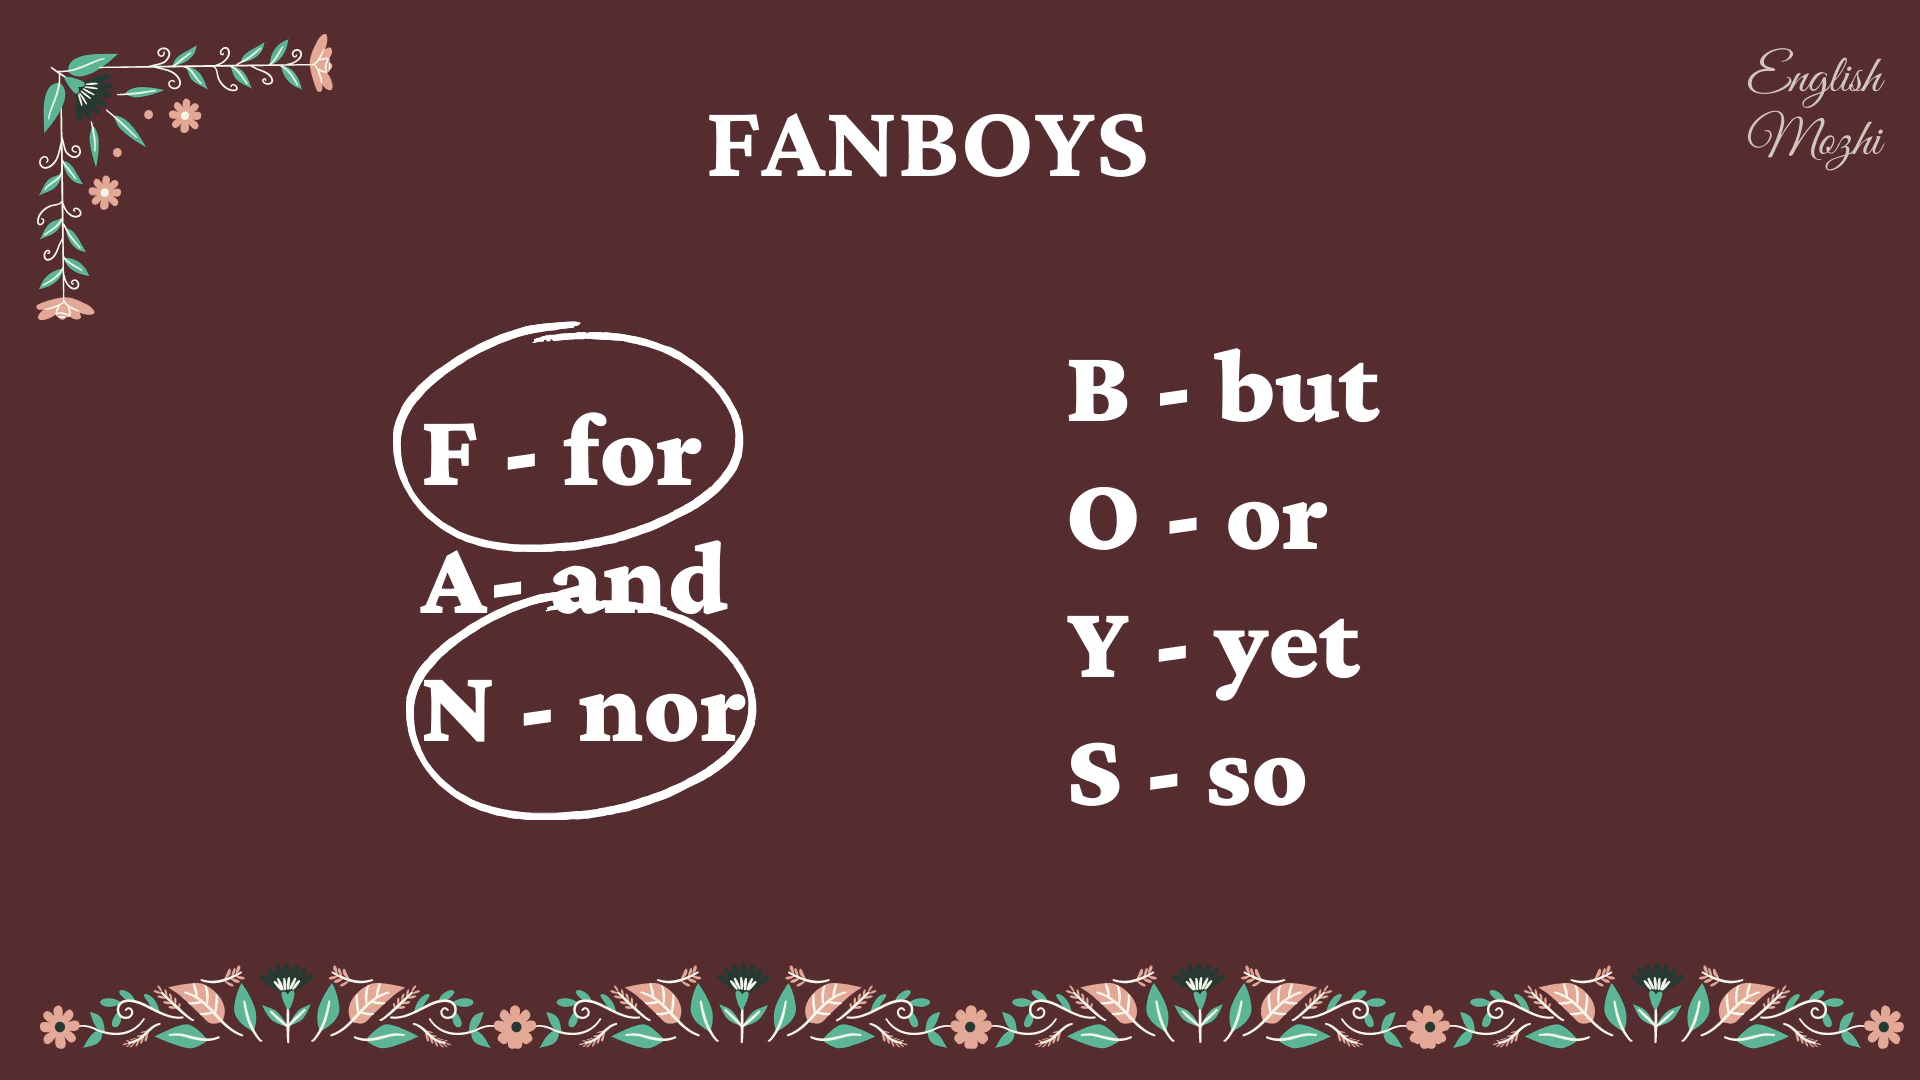 English
Mozhi
FANBOYS
F - for
A- and
N - nor
B - but
O - or
Y - yet
S - so